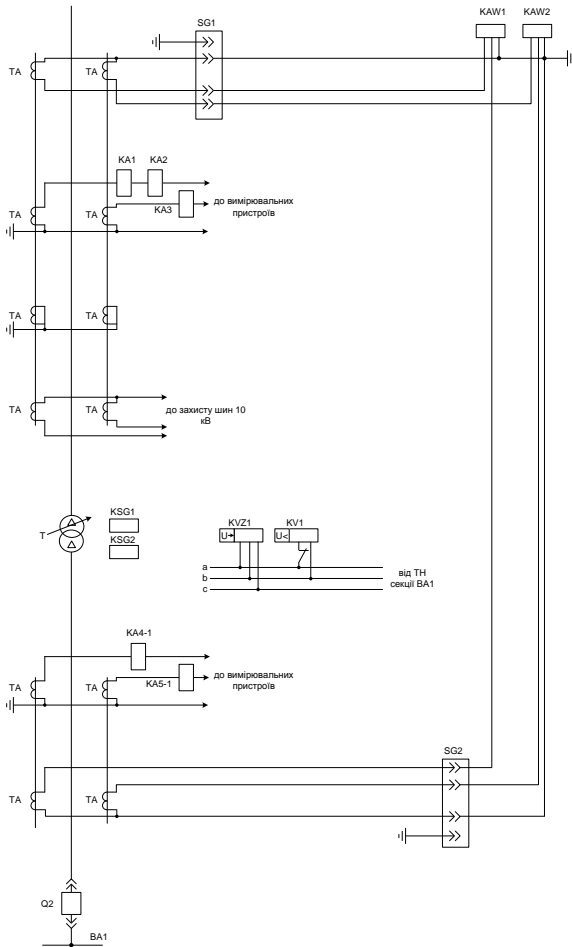 SG1
KAW1 KAW2
TA TA
KA1 KA2
KA3
до вимірювальних
пристроїв
TA TA
TA TA
TA TA
до захисту шин 10
кВ
T
KSG1
KSG2
KVZ1 KV1
U U<
a
b
c
від ТН
секції ВА1
KA4-1
KA5-1
до вимірювальних
пристроїв
TA TA
SG2
TA TA
Q2
BA1